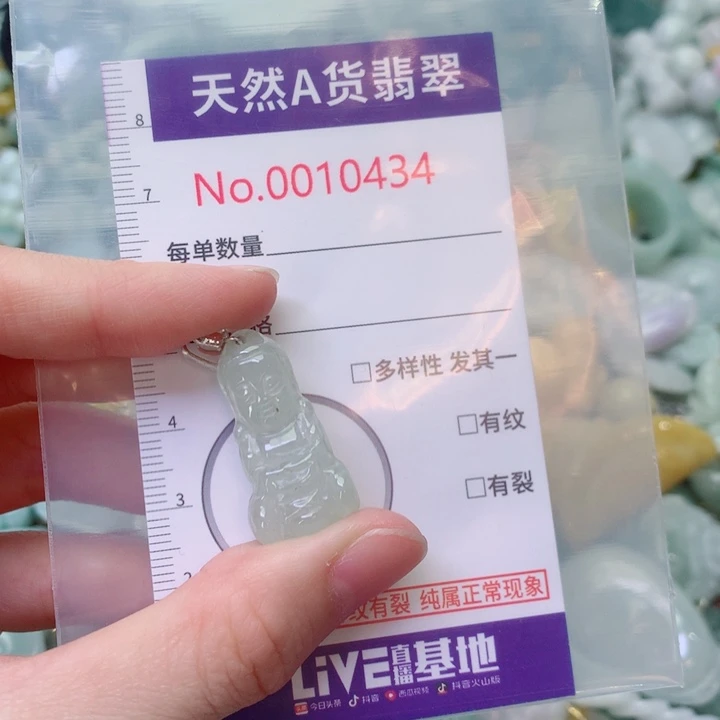 天然A货翡翠
8
No.0010434
7
每单数量
格
□多样性 发其一
4
□有纹
□有裂
3
2
纹有裂 纯属正常现象
LiVE直播基地
今日头条 抖音 西瓜视频 抖音火山版